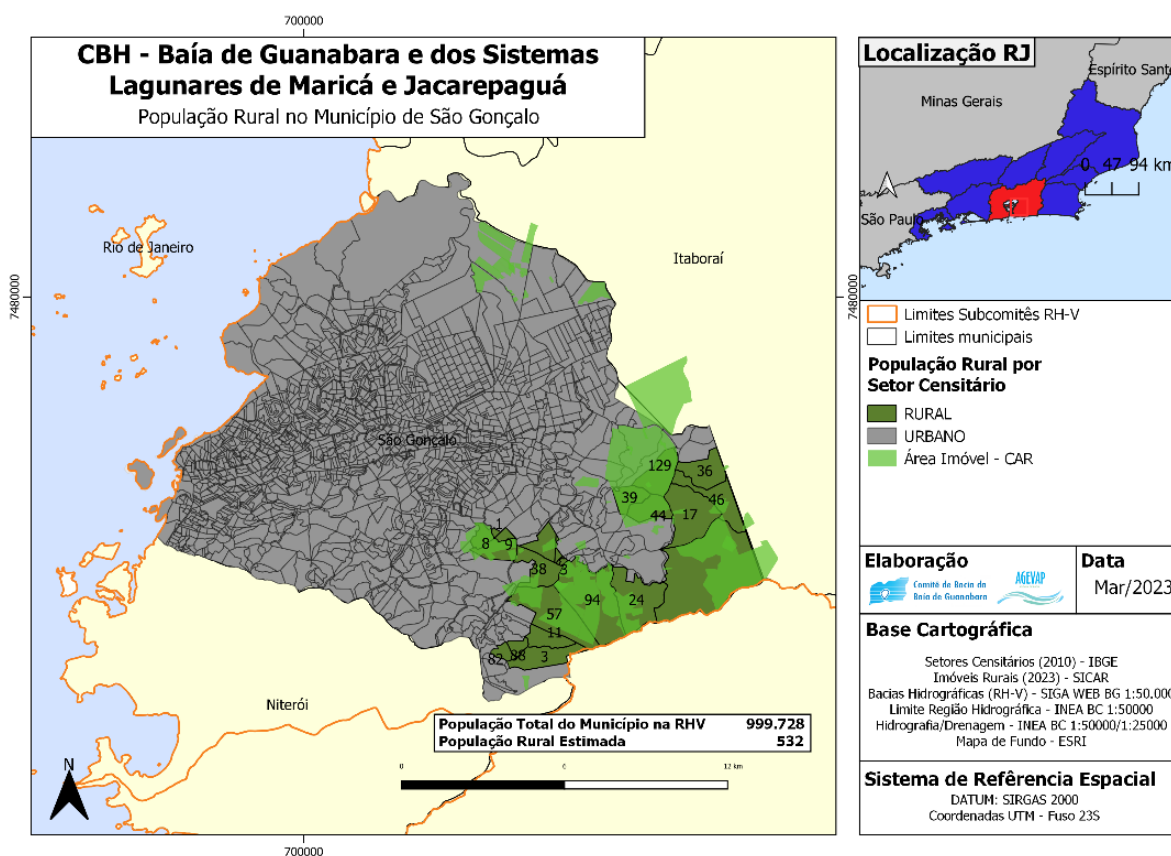 700000
CBH - Baía de Guanabara e dos Sistemas
Lagunares de Maricá e Jacarepaguá
População Rural no Município de São Gonçalo
Rio de Janeiro
Itaboraí
7480000
7480000
São Gonçalo
129
36
39
46
44
17
1
8
9
38
3
94
24
57
11
82
88
3
Niterói
População Total do Município na RHV 999.728
População Rural Estimada 532
0 6 12 km
N
700000
Localização RJ
Espírito Sant
Minas Gerais
0 47 94 km
São Paulo
Limites Subcomitês RH-V
Limites municipais
População Rural por
Setor Censitário
RURAL
URBANO
Área Imóvel - CAR
Elaboração
Comitê da Bacia da
Baía de Guanabara
AGEVAP
Data
Mar/2023
Base Cartográfica
Setores Censitários (2010) - IBGE
Imóveis Rurais (2023) - SICAR
Bacias Hidrográficas (RH-V) - SIGA WEB BG 1:50.000
Limite Região Hidrográfica - INEA BC 1:50000
Hidrografia/Drenagem - INEA BC 1:50000/1:25000
Mapa de Fundo - ESRI
Sistema de Refêrencia Espacial
DATUM: SIRGAS 2000
Coordenadas UTM - Fuso 23S